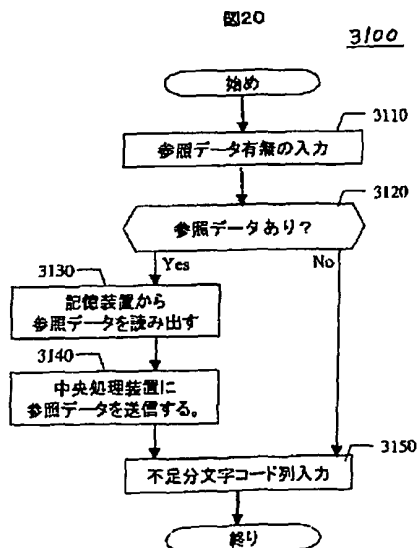 図20
3100
始め
3110
参照データ有無の入力
3120
参照データあり?
Yes
No
3130
記憶装置から
参照データを読み出す
3140
中央処理装置に
参照データを送信する。
3150
不足分文字コード列入力
終り